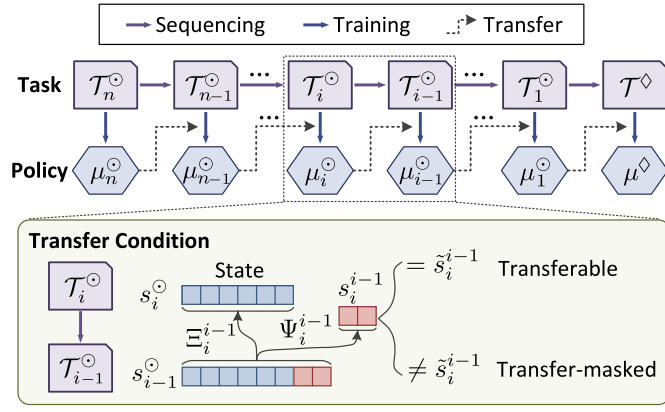 Sequencing Training Transfer
Task 𝒯ₙ^⊙ 𝒯ₙ₋₁^⊙ ... 𝒯ᵢ^⊙ 𝒯ᵢ₋₁^⊙ ... 𝒯₁^⊙ 𝒯^◇
... ...
Policy μₙ^⊙ μₙ₋₁^⊙ μᵢ^⊙ μᵢ₋₁^⊙ μ₁^⊙ μ^◇
Transfer Condition
State
𝒯ᵢ^⊙ sᵢ^⊙ sᵢ^{i-1} = s̃ᵢ^{i-1} Transferable
Ξᵢ^{i-1} Ψᵢ^{i-1}
𝒯ᵢ₋₁^⊙ sᵢ₋₁^⊙ ≠ s̃ᵢ^{i-1} Transfer-masked